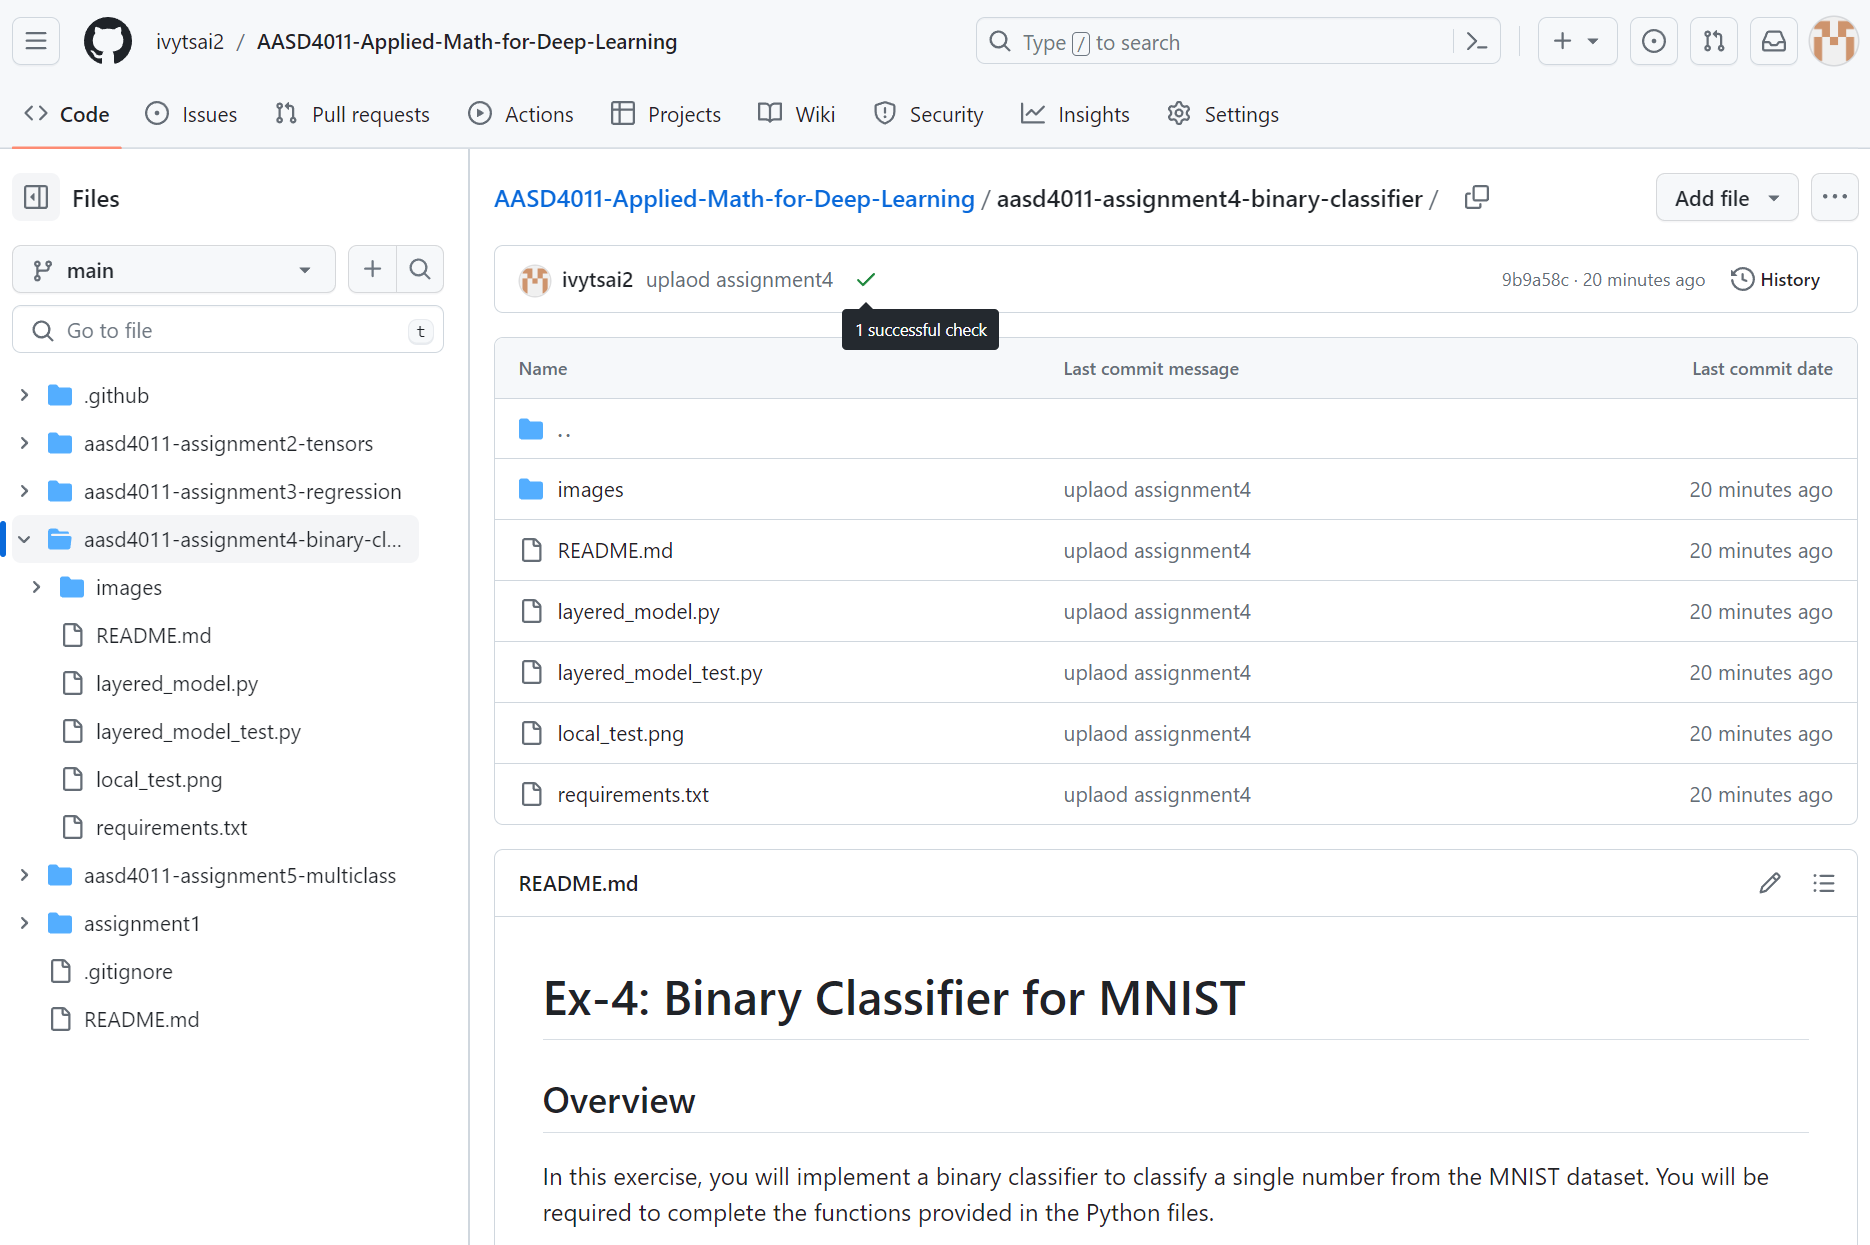 ivytsai2 / AASD4011-Applied-Math-for-Deep-Learning
Type / to search
Code Issues Pull requests Actions Projects Wiki Security Insights Settings
Files
main
Go to file t
.github
aasd4011-assignment2-tensors
aasd4011-assignment3-regression
aasd4011-assignment4-binary-cl...
images
README.md
layered_model.py
layered_model_test.py
local_test.png
requirements.txt
aasd4011-assignment5-multiclass
assignment1
.gitignore
README.md
AASD4011-Applied-Math-for-Deep-Learning / aasd4011-assignment4-binary-classifier /
Add file
ivytsai2 uplaod assignment4
9b9a58c · 20 minutes ago History
1 successful check
Name Last commit message Last commit date
..
images uplaod assignment4 20 minutes ago
README.md uplaod assignment4 20 minutes ago
layered_model.py uplaod assignment4 20 minutes ago
layered_model_test.py uplaod assignment4 20 minutes ago
local_test.png uplaod assignment4 20 minutes ago
requirements.txt uplaod assignment4 20 minutes ago
README.md
Ex-4: Binary Classifier for MNIST
Overview
In this exercise, you will implement a binary classifier to classify a single number from the MNIST dataset. You will be
required to complete the functions provided in the Python files.